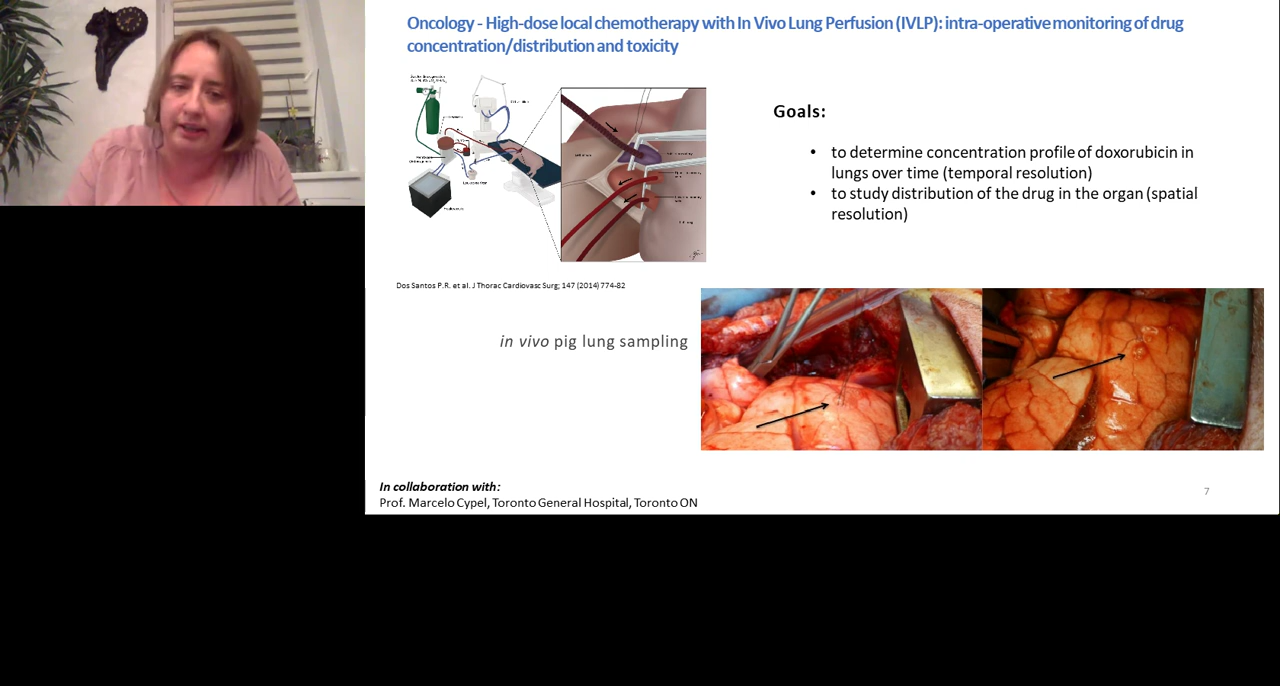 Oncology - High-dose local chemotherapy with In Vivo Lung Perfusion (IVLP): intra-operative monitoring of drug
concentration/distribution and toxicity
Goals:
• to determine concentration profile of doxorubicin in
lungs over time (temporal resolution)
• to study distribution of the drug in the organ (spatial
resolution)
Dos Santos P.R. et al. J Thorac Cardiovasc Surg; 147 (2014) 774-82
in vivo pig lung sampling
In collaboration with:
Prof. Marcelo Cypel, Toronto General Hospital, Toronto ON
7